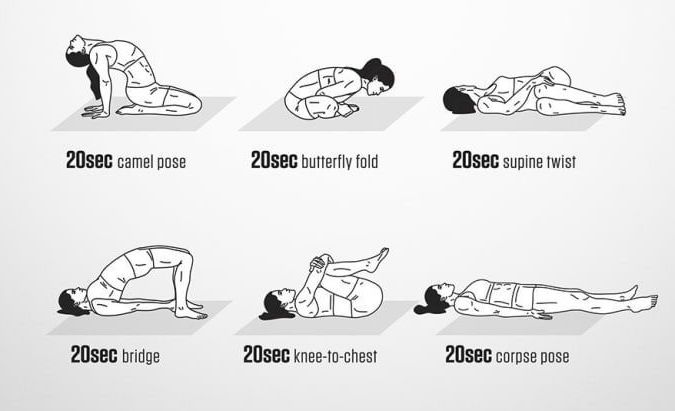 20sec camel pose
20sec butterfly fold
20sec supine twist
20sec bridge
20sec knee-to-chest
20sec corpse pose